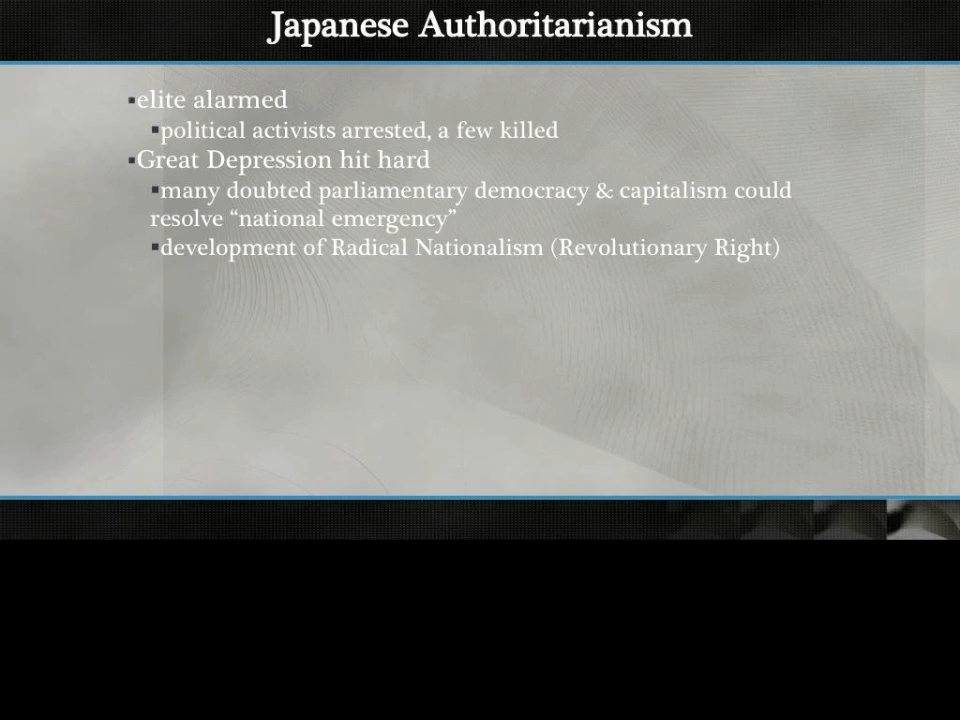 Japanese Authoritarianism
▪elite alarmed
▪political activists arrested, a few killed
▪Great Depression hit hard
▪many doubted parliamentary democracy & capitalism could
resolve “national emergency”
▪development of Radical Nationalism (Revolutionary Right)